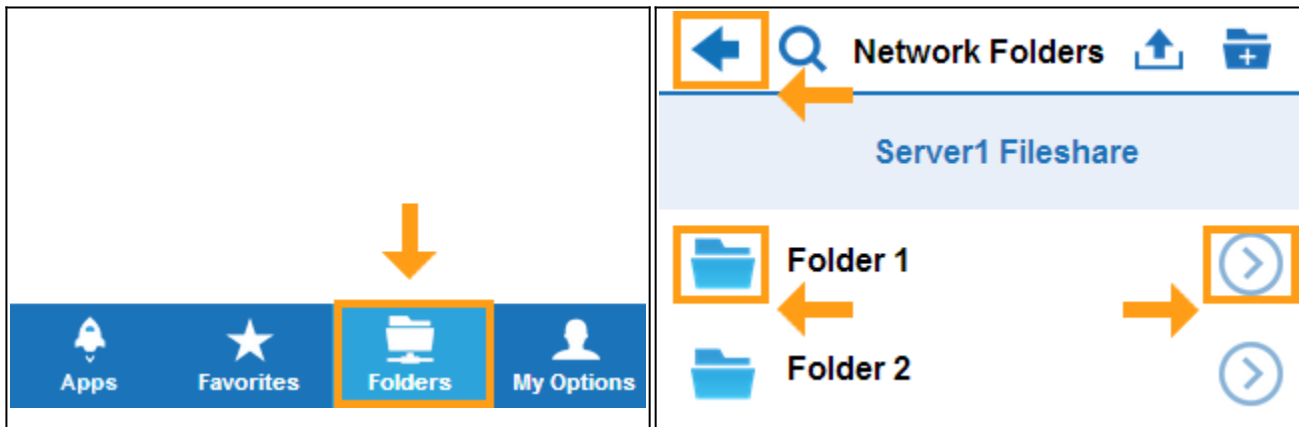 Apps Favorites Folders My Options
Network Folders
Server1 Fileshare
Folder 1
Folder 2